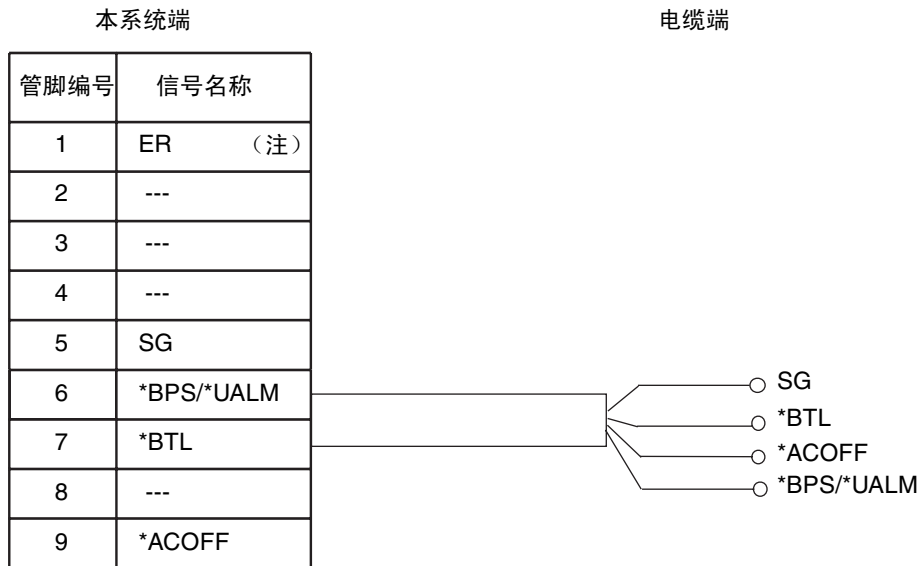 本系统端 电缆端
管脚编号 信号名称
1 ER （注）
2 ---
3 ---
4 ---
5 SG
6 *BPS/*UALM
7 *BTL
8 ---
9 *ACOFF
SG
*BTL
*ACOFF
*BPS/*UALM